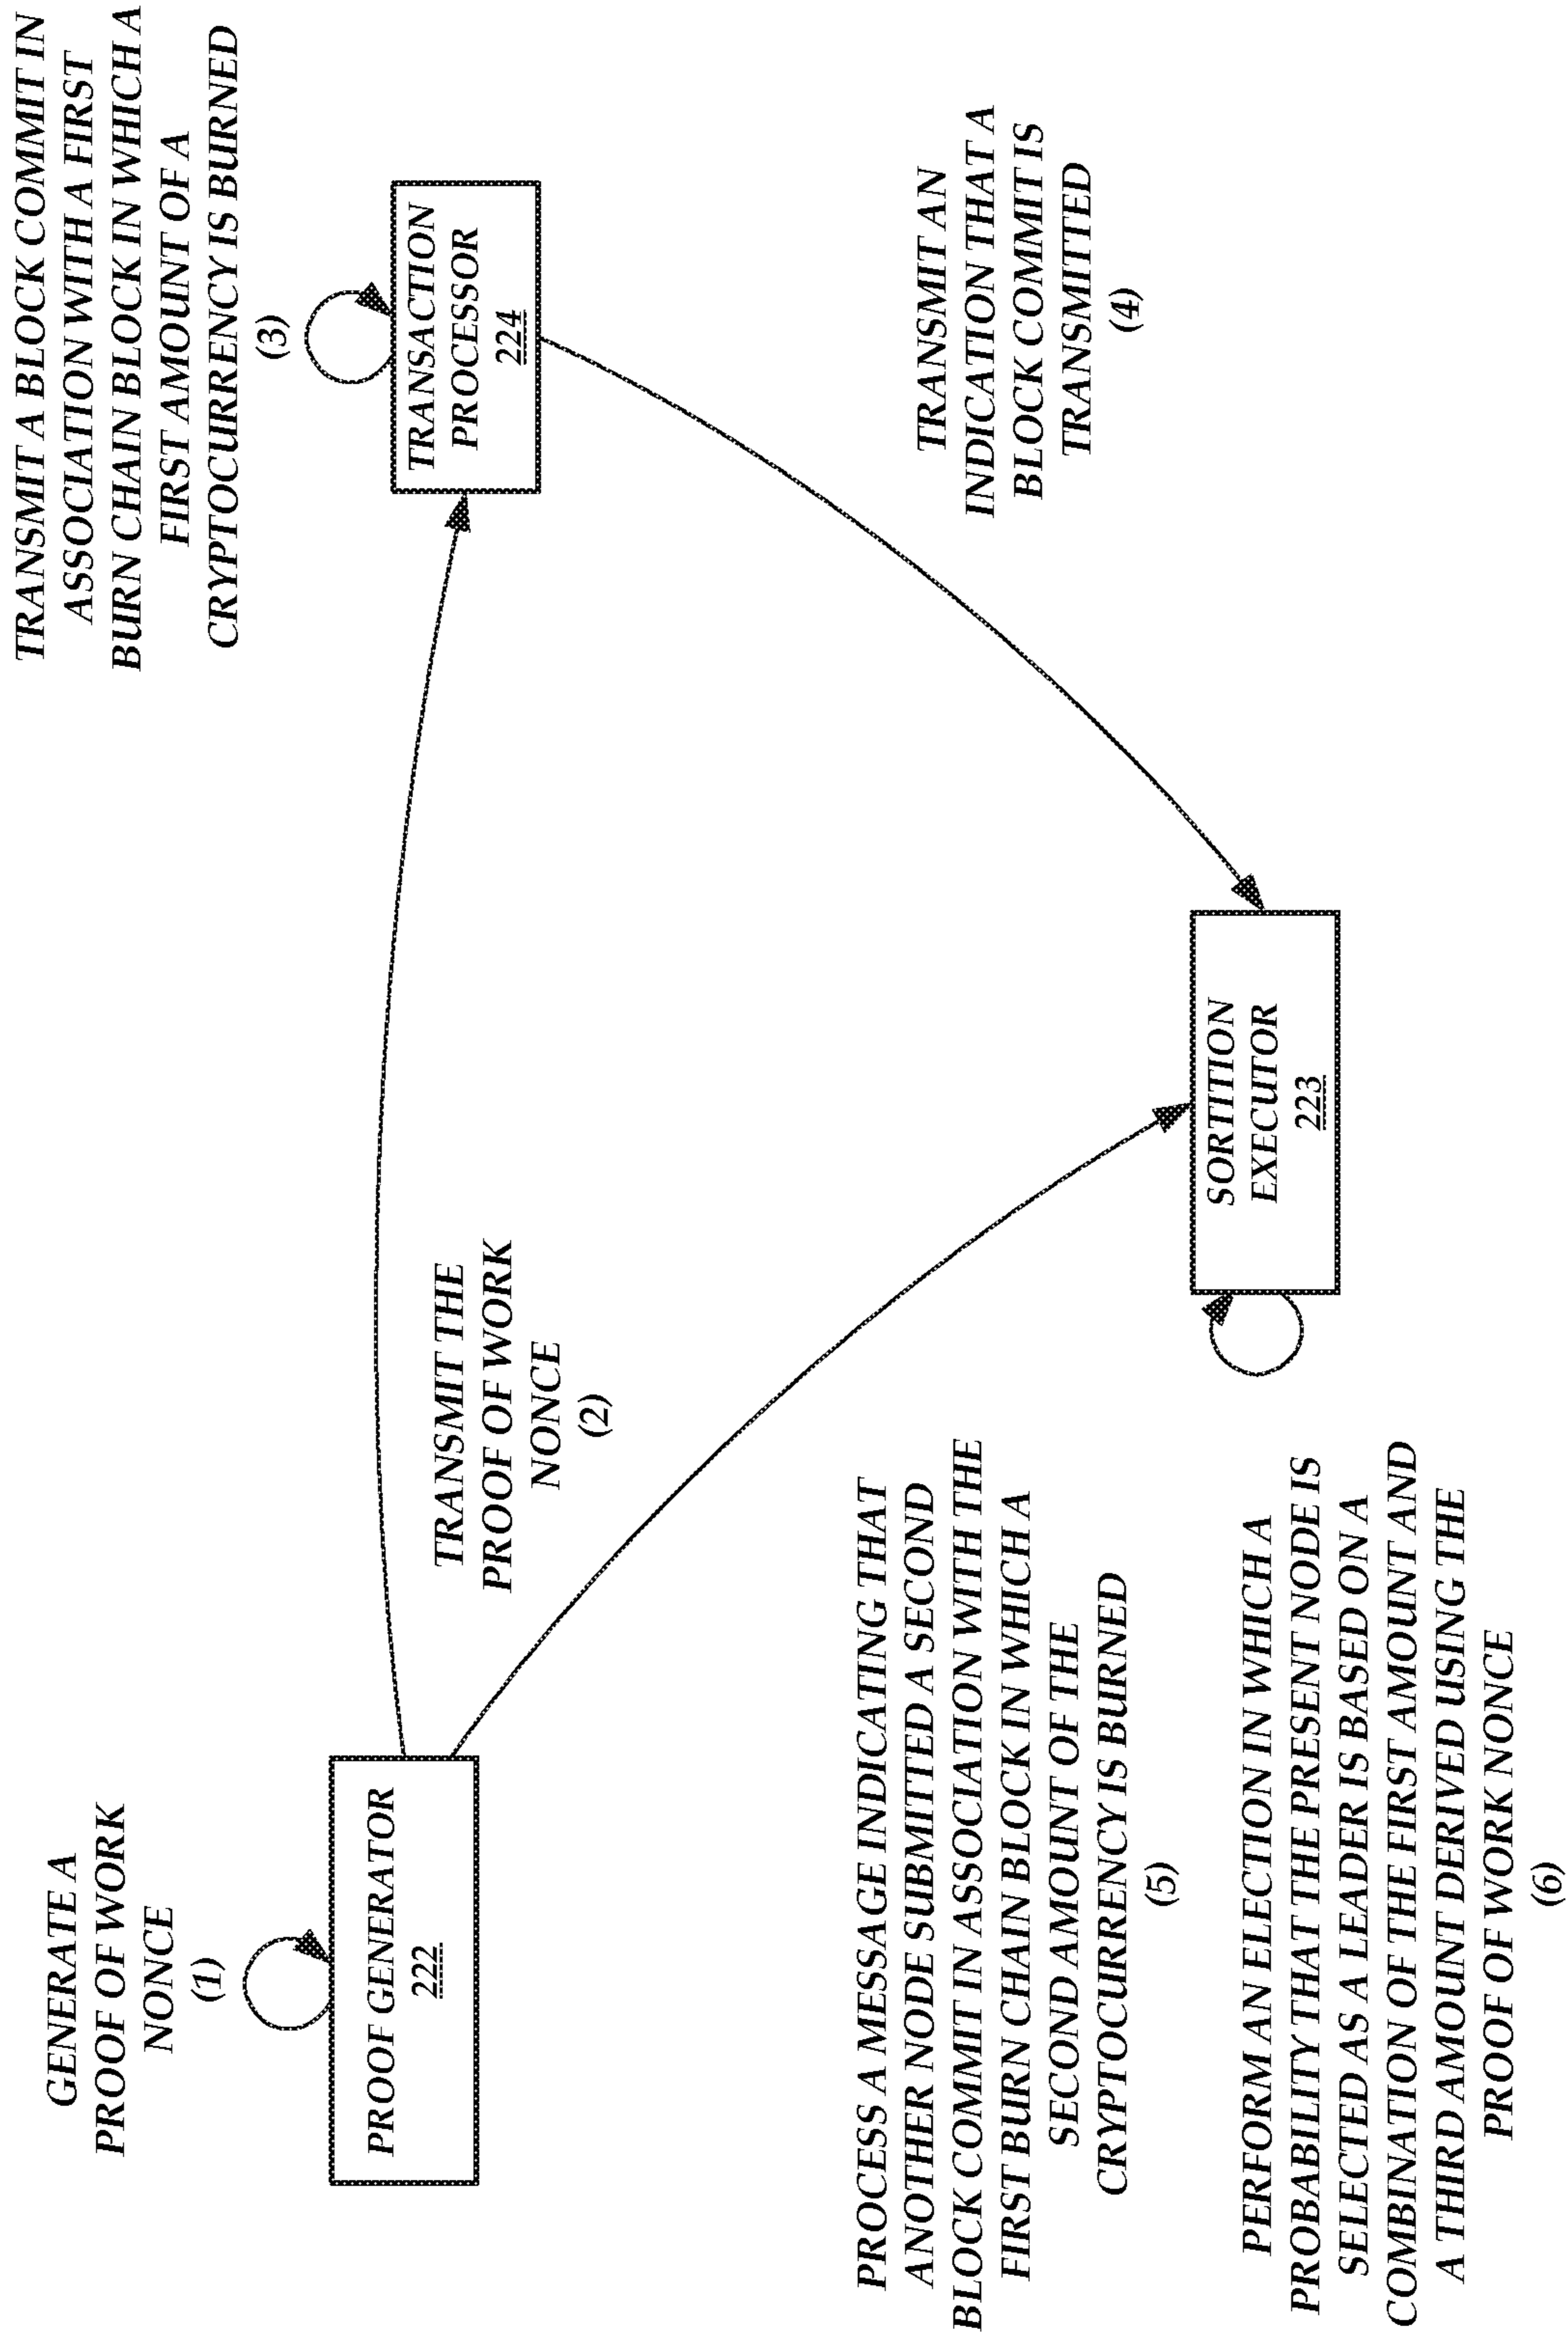 GENERATE A
PROOF OF WORK
NONCE
(1)
PROOF GENERATOR
222
TRANSMIT THE
PROOF OF WORK
NONCE
(2)
TRANSMIT A BLOCK COMMIT IN
ASSOCIATION WITH A FIRST
BURN CHAIN BLOCK IN WHICH A
FIRST AMOUNT OF A
CRYPTOCURRENCY IS BURNED
(3)
TRANSACTION
PROCESSOR
224
TRANSMIT AN
INDICATION THAT A
BLOCK COMMIT IS
TRANSMITTED
(4)
SORTITION
EXECUTOR
223
PROCESS A MESSAGE INDICATING THAT
ANOTHER NODE SUBMITTED A SECOND
BLOCK COMMIT IN ASSOCIATION WITH THE
FIRST BURN CHAIN BLOCK IN WHICH A
SECOND AMOUNT OF THE
CRYPTOCURRENCY IS BURNED
(5)
PERFORM AN ELECTION IN WHICH A
PROBABILITY THAT THE PRESENT NODE IS
SELECTED AS A LEADER IS BASED ON A
COMBINATION OF THE FIRST AMOUNT AND
A THIRD AMOUNT DERIVED USING THE
PROOF OF WORK NONCE
(6)